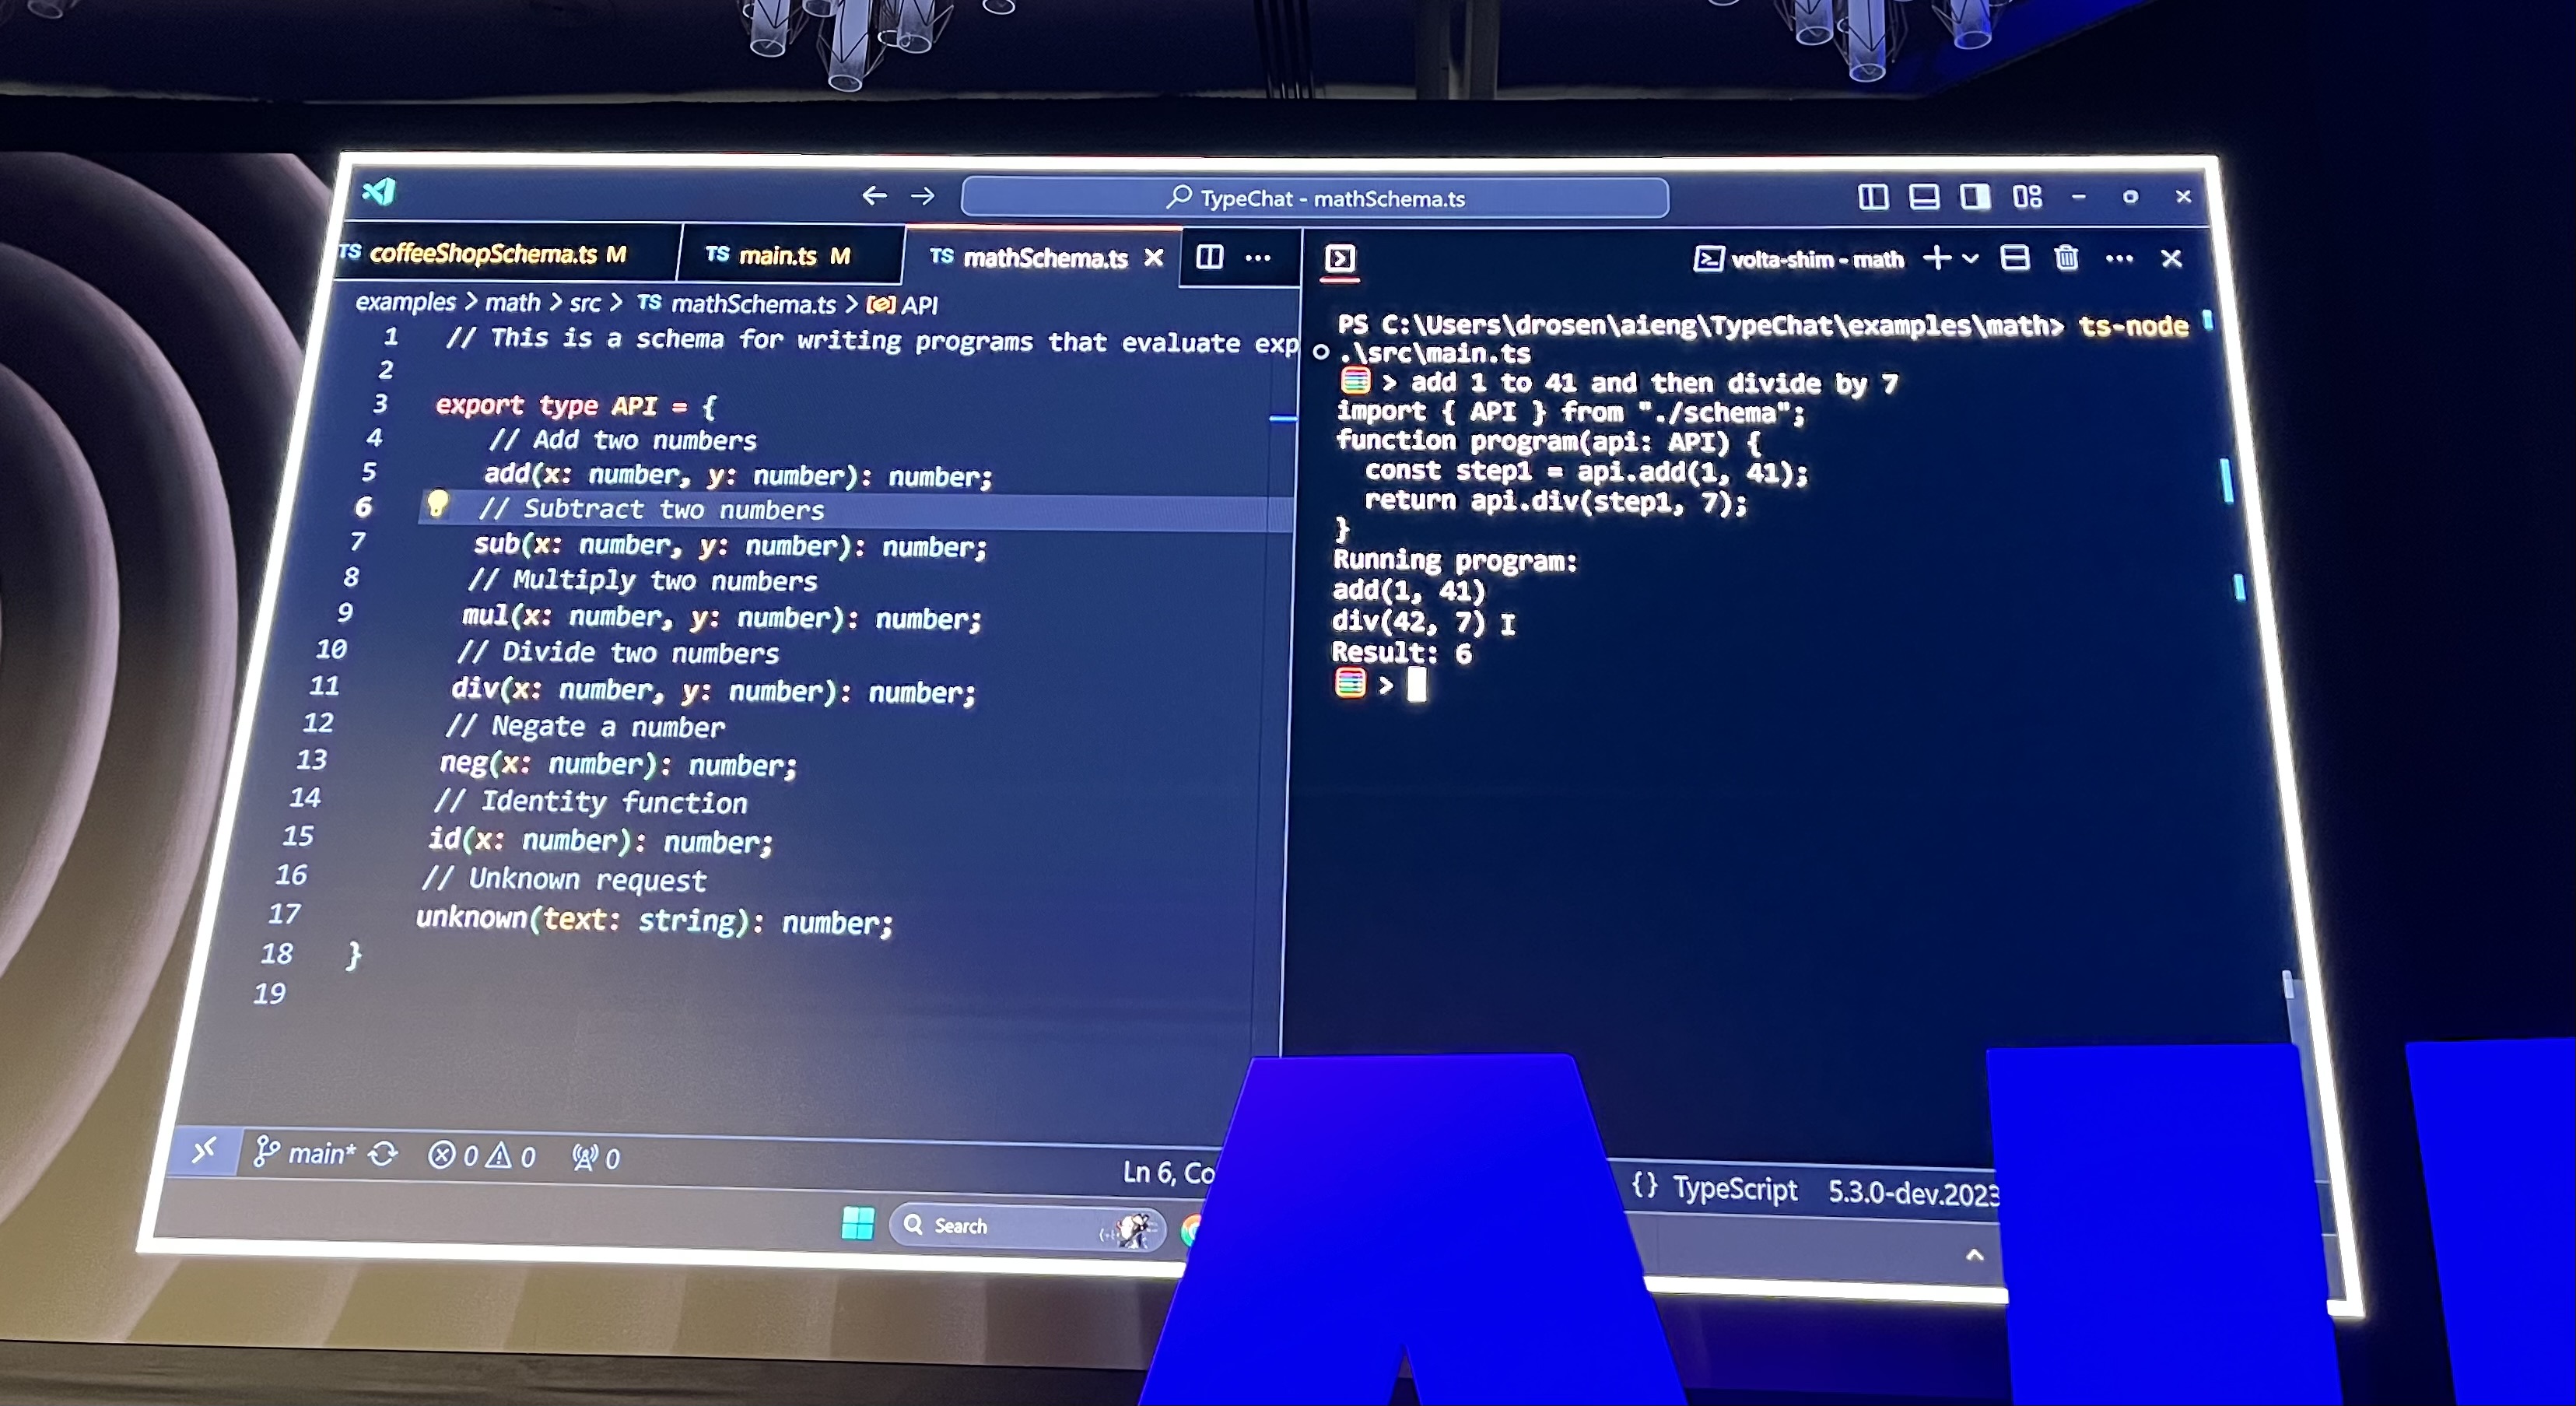 TypeChat - mathSchema.ts
TS coffeeShopSchema.ts M
TS main.ts M
TS mathSchema.ts
examples > math > src > TS mathSchema.ts > API
1 // This is a schema for writing programs that evaluate exp
2
3 export type API = {
4 // Add two numbers
5 add(x: number, y: number): number;
6 // Subtract two numbers
7 sub(x: number, y: number): number;
8 // Multiply two numbers
9 mul(x: number, y: number): number;
10 // Divide two numbers
11 div(x: number, y: number): number;
12 // Negate a number
13 neg(x: number): number;
14 // Identity function
15 id(x: number): number;
16 // Unknown request
17 unknown(text: string): number;
18 }
19
volta-shim - math
PS C:\Users\drosen\aieng\TypeChat\examples\math> ts-node
.\src\main.ts
> add 1 to 41 and then divide by 7
import { API } from "./schema";
function program(api: API) {
const step1 = api.add(1, 41);
return api.div(step1, 7);
}
Running program:
add(1, 41)
div(42, 7)
Result: 6
>
main* 0 0 0
Ln 6, Co
{} TypeScript 5.3.0-dev.2023
Search
A